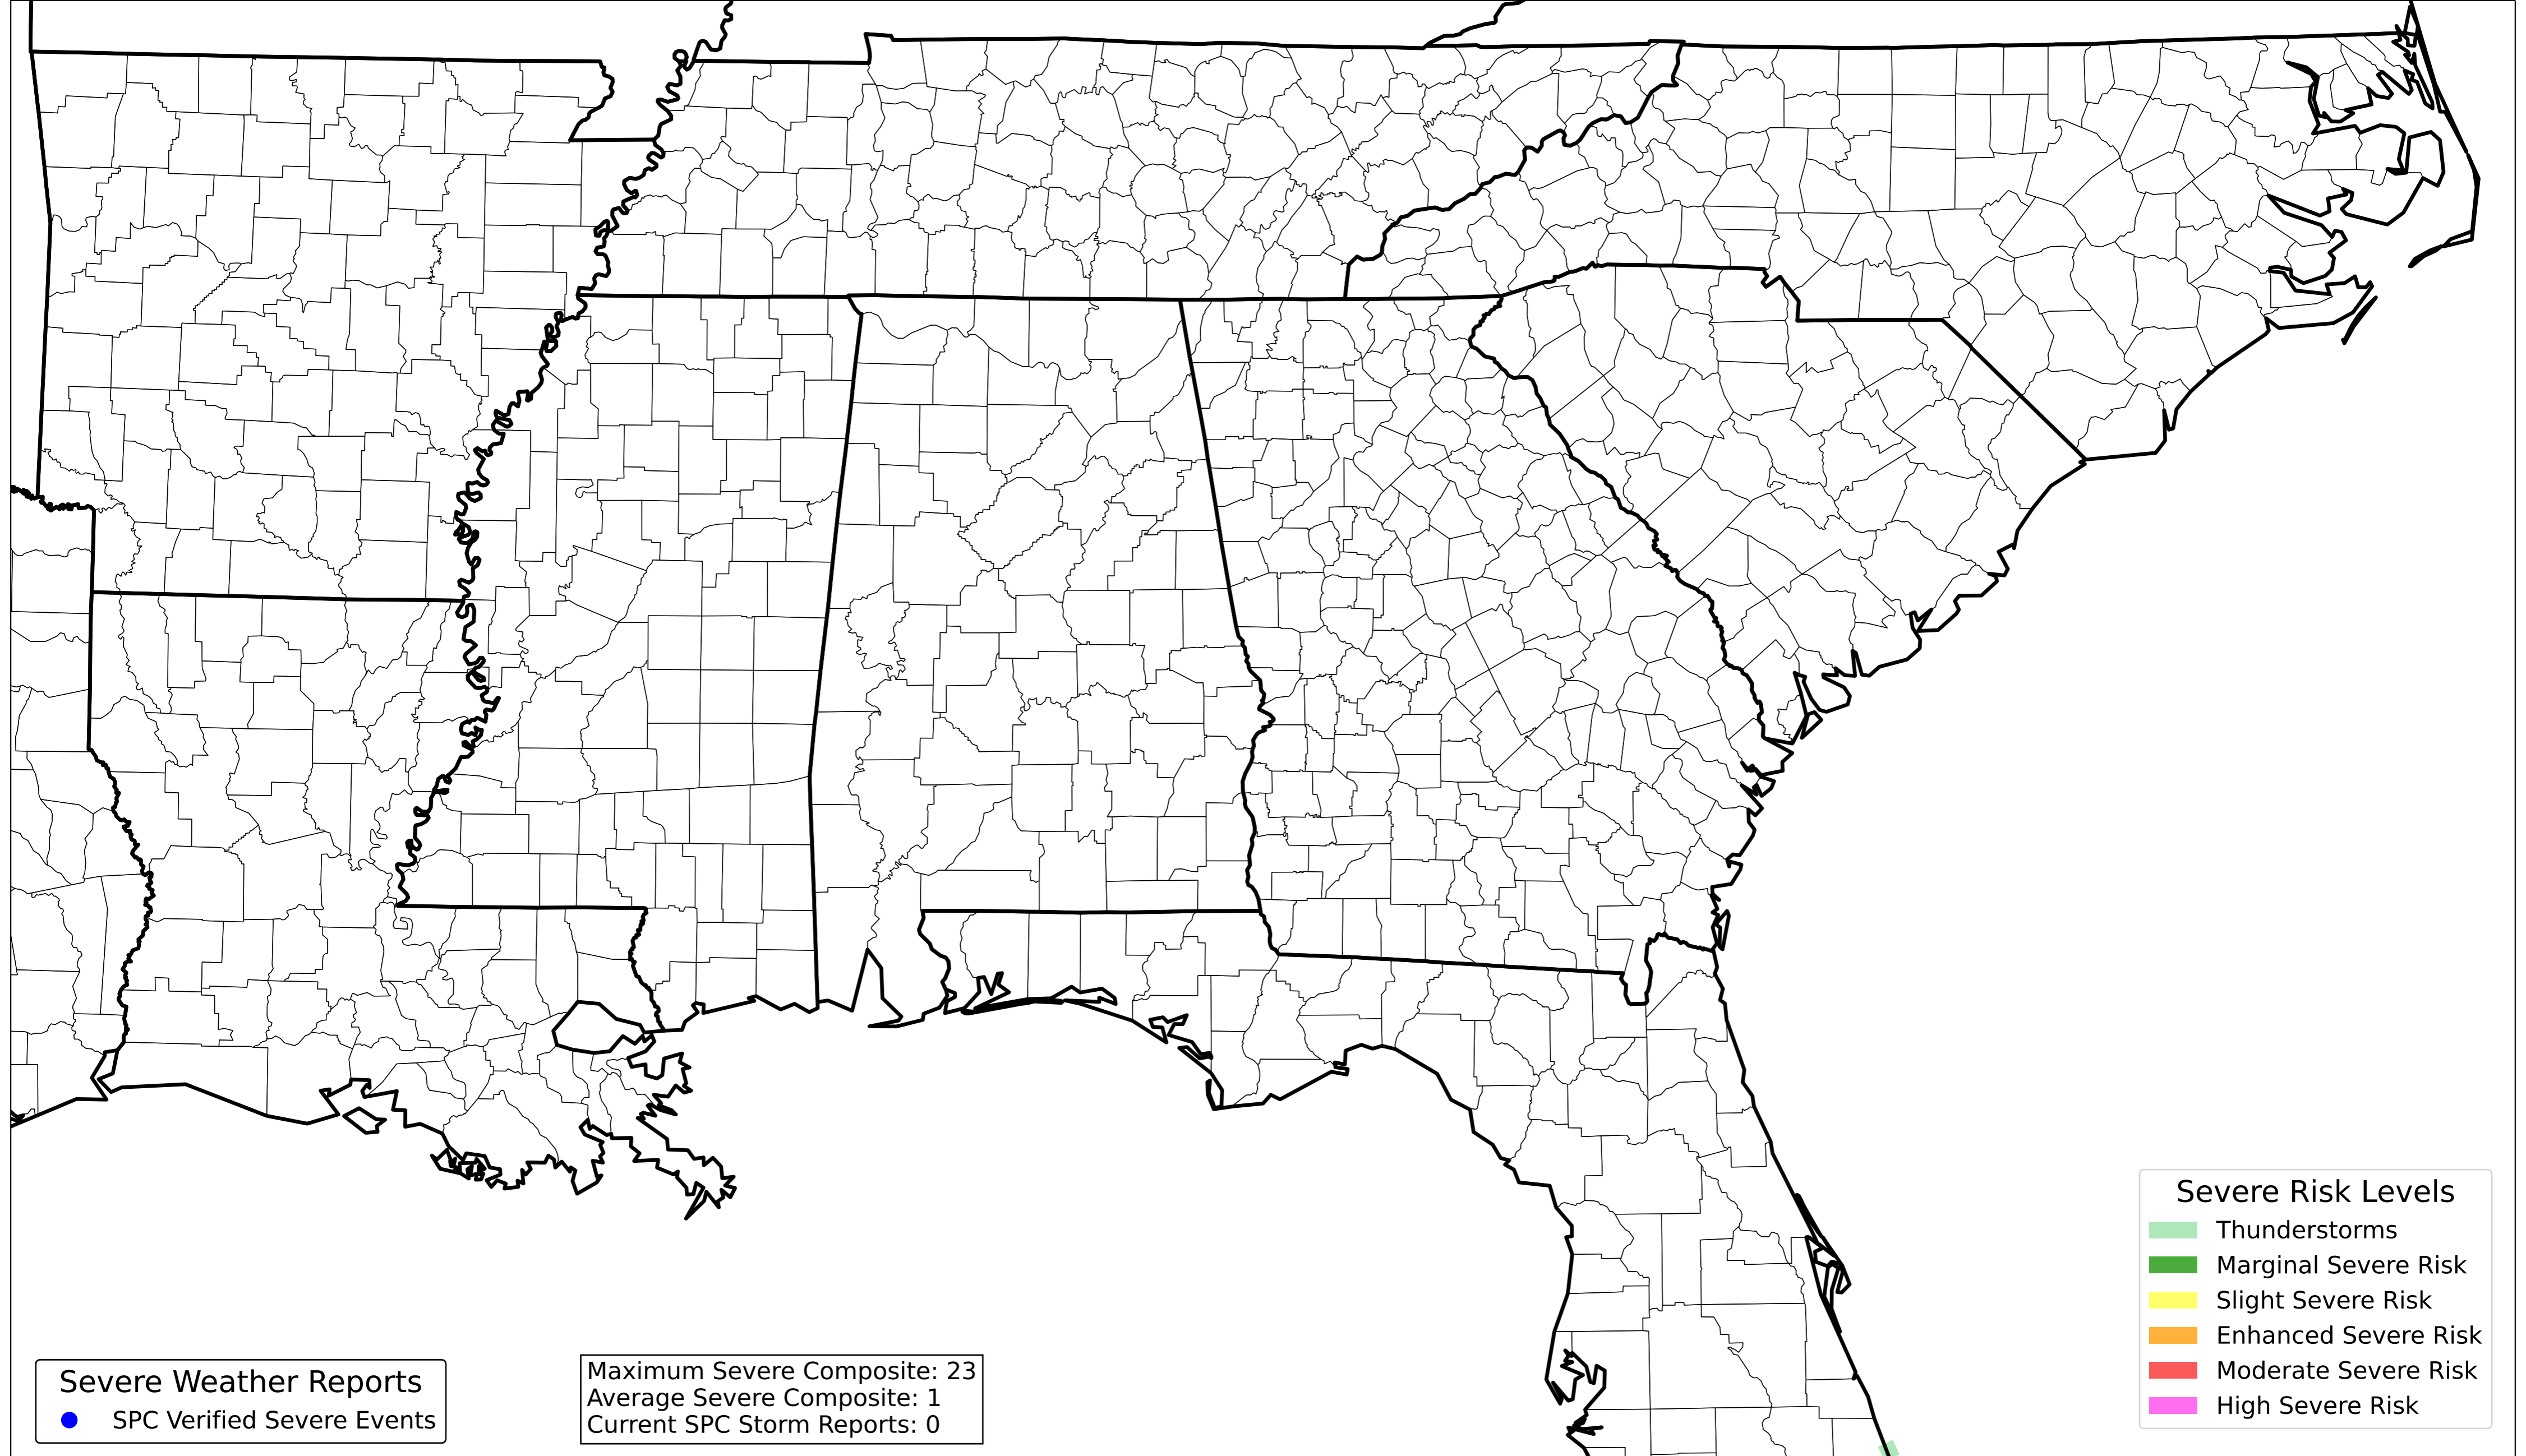 Severe Risk Levels
Thunderstorms
Marginal Severe Risk
Slight Severe Risk
Enhanced Severe Risk
Moderate Severe Risk
High Severe Risk
Severe Weather Reports
SPC Verified Severe Events
Maximum Severe Composite: 23
Average Severe Composite: 1
Current SPC Storm Reports: 0